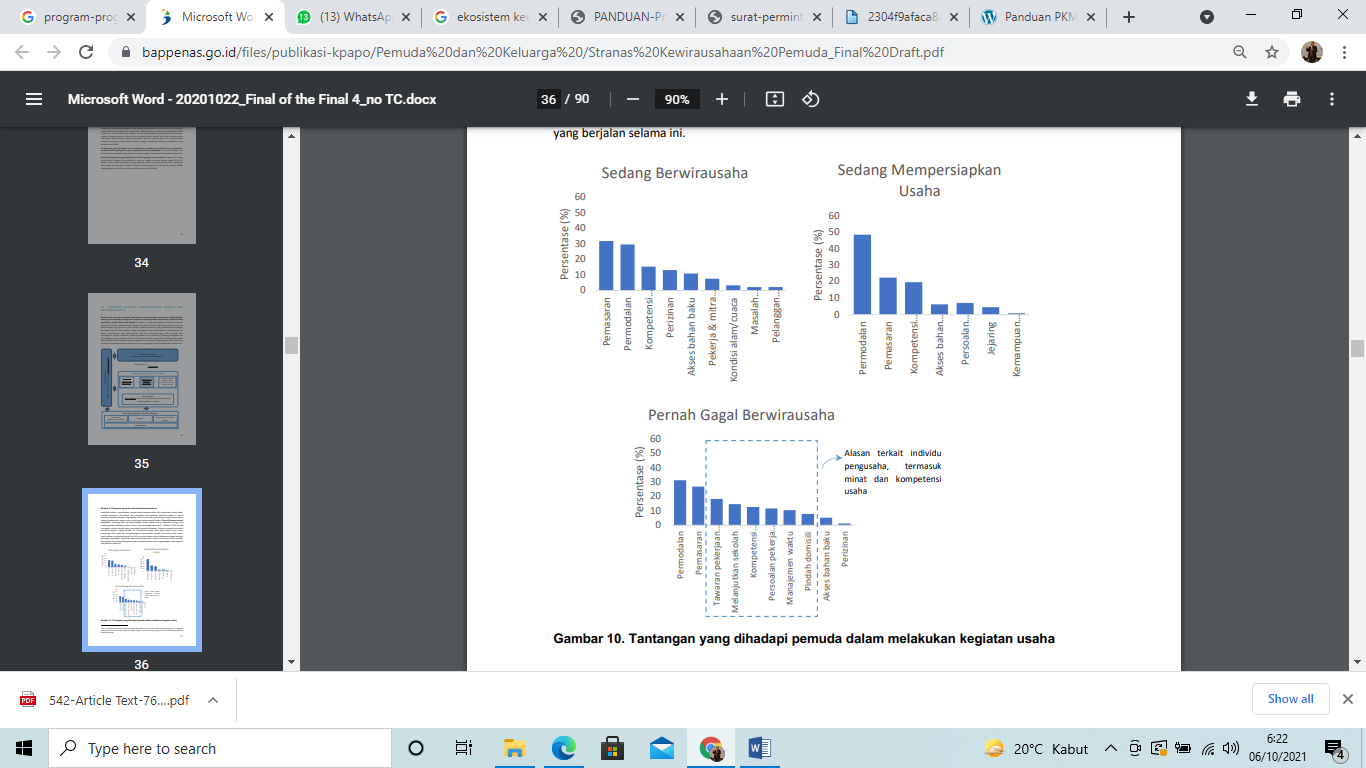 program-prog
Microsoft Wo
(13) WhatsAp
ekosistem kew
PANDUAN-Pr
surat-permint
2304f9afaca8a
Panduan PKM
bappenas.go.id/files/publikasi-kpapo/Pemuda%20dan%20Keluarga%20/Stranas%20Kewirausahaan%20Pemuda_Final%20Draft.pdf
Microsoft Word - 20201022_Final of the Final 4_no TC.docx
36 / 90
90%
34
35
36
yang berjalan selama ini.
Sedang Berwirausaha
Persentase (%)
60
50
40
30
20
10
0
Pemasaran
Permodalan
Kompetensi...
Perizinan
Akses bahan baku
Pekerja & mitra...
Kondisi alam/cuaca
Masalah...
Pelanggan...
Sedang Mempersiapkan
Usaha
Persentase (%)
60
50
40
30
20
10
0
Permodalan
Pemasaran
Kompetensi...
Akses bahan...
Persoalan...
Jejaring
Kemampuan...
Pernah Gagal Berwirausaha
Persentase (%)
60
50
40
30
20
10
0
Permodalan
Pemasaran
Tawaran pekerjaan...
Melanjutkan sekolah
Kompetensi...
Persoalan pekerja...
Manajemen waktu
Pindah domisili
Akses bahan baku
Perizinan
Alasan terkait individu
pengusaha, termasuk
minat dan kompetensi
usaha
Gambar 10. Tantangan yang dihadapi pemuda dalam melakukan kegiatan usaha
542-Article Text-76....pdf
Show all
Type here to search
20°C Kabut
6:22
06/10/2021
4